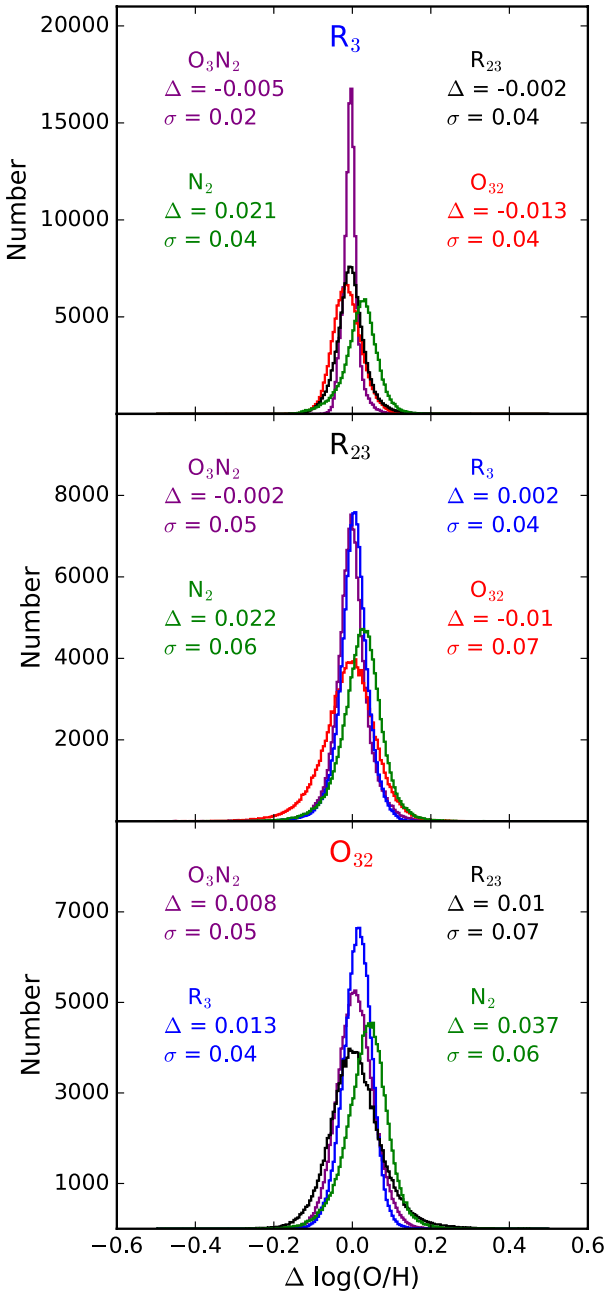 R₃
O₃N₂
Δ = -0.005
σ = 0.02
R₂₃
Δ = -0.002
σ = 0.04
N₂
Δ = 0.021
σ = 0.04
O₃₂
Δ = -0.013
σ = 0.04
Number
20000
15000
10000
5000
R₂₃
O₃N₂
Δ = -0.002
σ = 0.05
R₃
Δ = 0.002
σ = 0.04
N₂
Δ = 0.022
σ = 0.06
O₃₂
Δ = -0.01
σ = 0.07
Number
8000
6000
4000
2000
O₃₂
O₃N₂
Δ = 0.008
σ = 0.05
R₂₃
Δ = 0.01
σ = 0.07
R₃
Δ = 0.013
σ = 0.04
N₂
Δ = 0.037
σ = 0.06
Number
7000
5000
3000
1000
−0.6 −0.4 −0.2 0.0 0.2 0.4 0.6
Δ log(O/H)